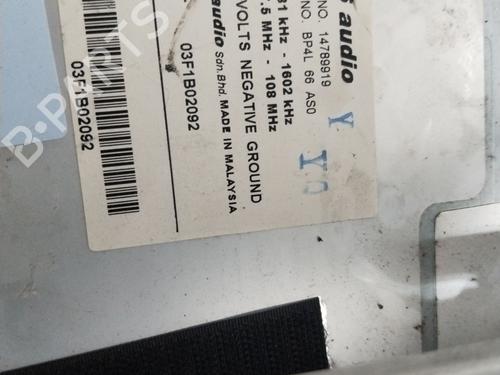 audio
NO. 14789919
NO. BP4L 66 AS0
31 kHz - 1602 kHz
.5 MHz - 108 MHz
VOLTS NEGATIVE GROUND
audio Sdn.Bhd. MADE IN MALAYSIA
03F1B02092
03F1B02092
Y
Y
B-PARTS